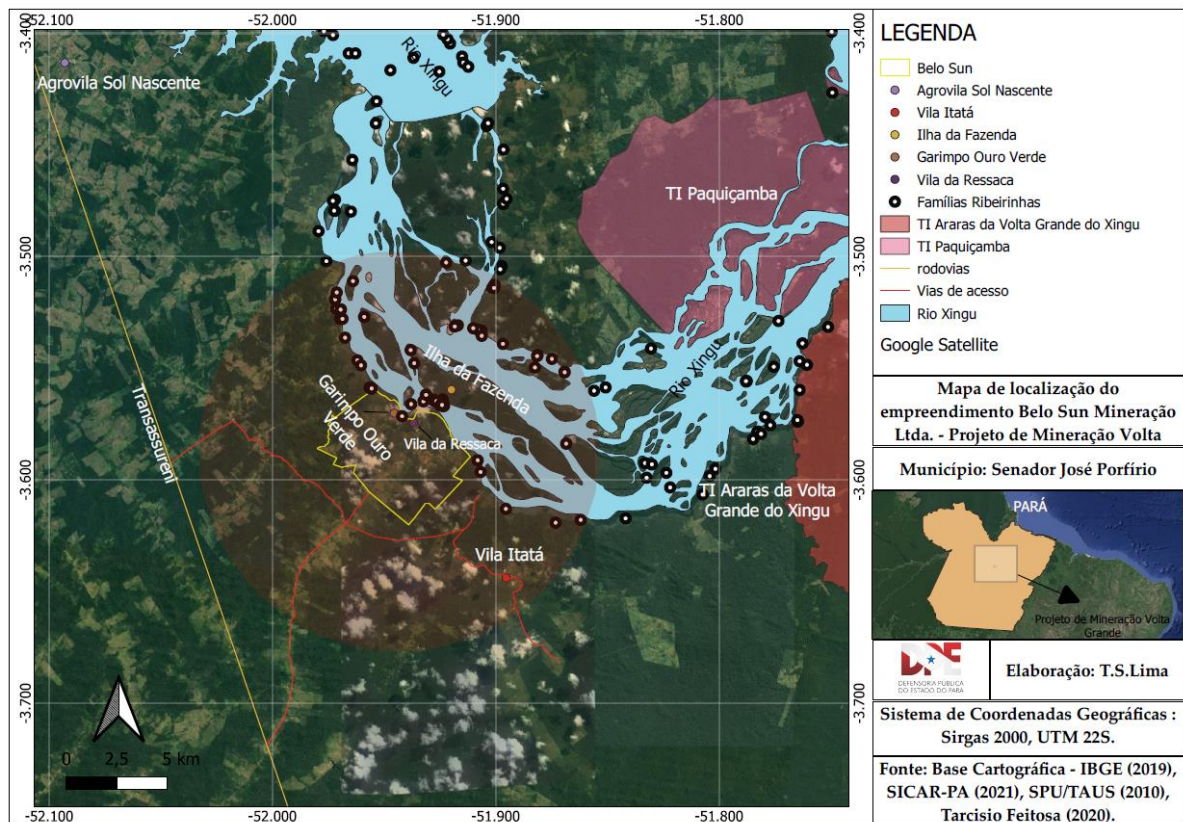 -52.100
-52.000
-51.900
-51.800
-3.400
-3.400
Rio Xingu
Agrovila Sol Nascente
TI Paquiçamba
-3.500
-3.500
Ilha da Fazenda
Rio Xingu
Garimpo Ouro
Verde
Vila da Ressaca
Transassureni
-3.600
-3.600
TI Araras da Volta
Grande do Xingu
Vila Itatá
-3.700
-3.700
0 2,5 5 km
-52.100
-52.000
-51.900
-51.800
LEGENDA
Belo Sun
Agrovila Sol Nascente
Vila Itatá
Ilha da Fazenda
Garimpo Ouro Verde
Vila da Ressaca
Famílias Ribeirinhas
TI Araras da Volta Grande do Xingu
TI Paquiçamba
rodovias
Vias de acesso
Rio Xingu
Google Satellite
Mapa de localização do
empreendimento Belo Sun Mineração
Ltda. - Projeto de Mineração Volta
Município: Senador José Porfírio
PARÁ
Projeto de Mineração Volta
Grande
DPE
DEFENSORIA PÚBLICA
DO ESTADO DO PARÁ
Elaboração: T.S.Lima
Sistema de Coordenadas Geográficas :
Sirgas 2000, UTM 22S.
Fonte: Base Cartográfica - IBGE (2019),
SICAR-PA (2021), SPU/TAUS (2010),
Tarcisio Feitosa (2020).